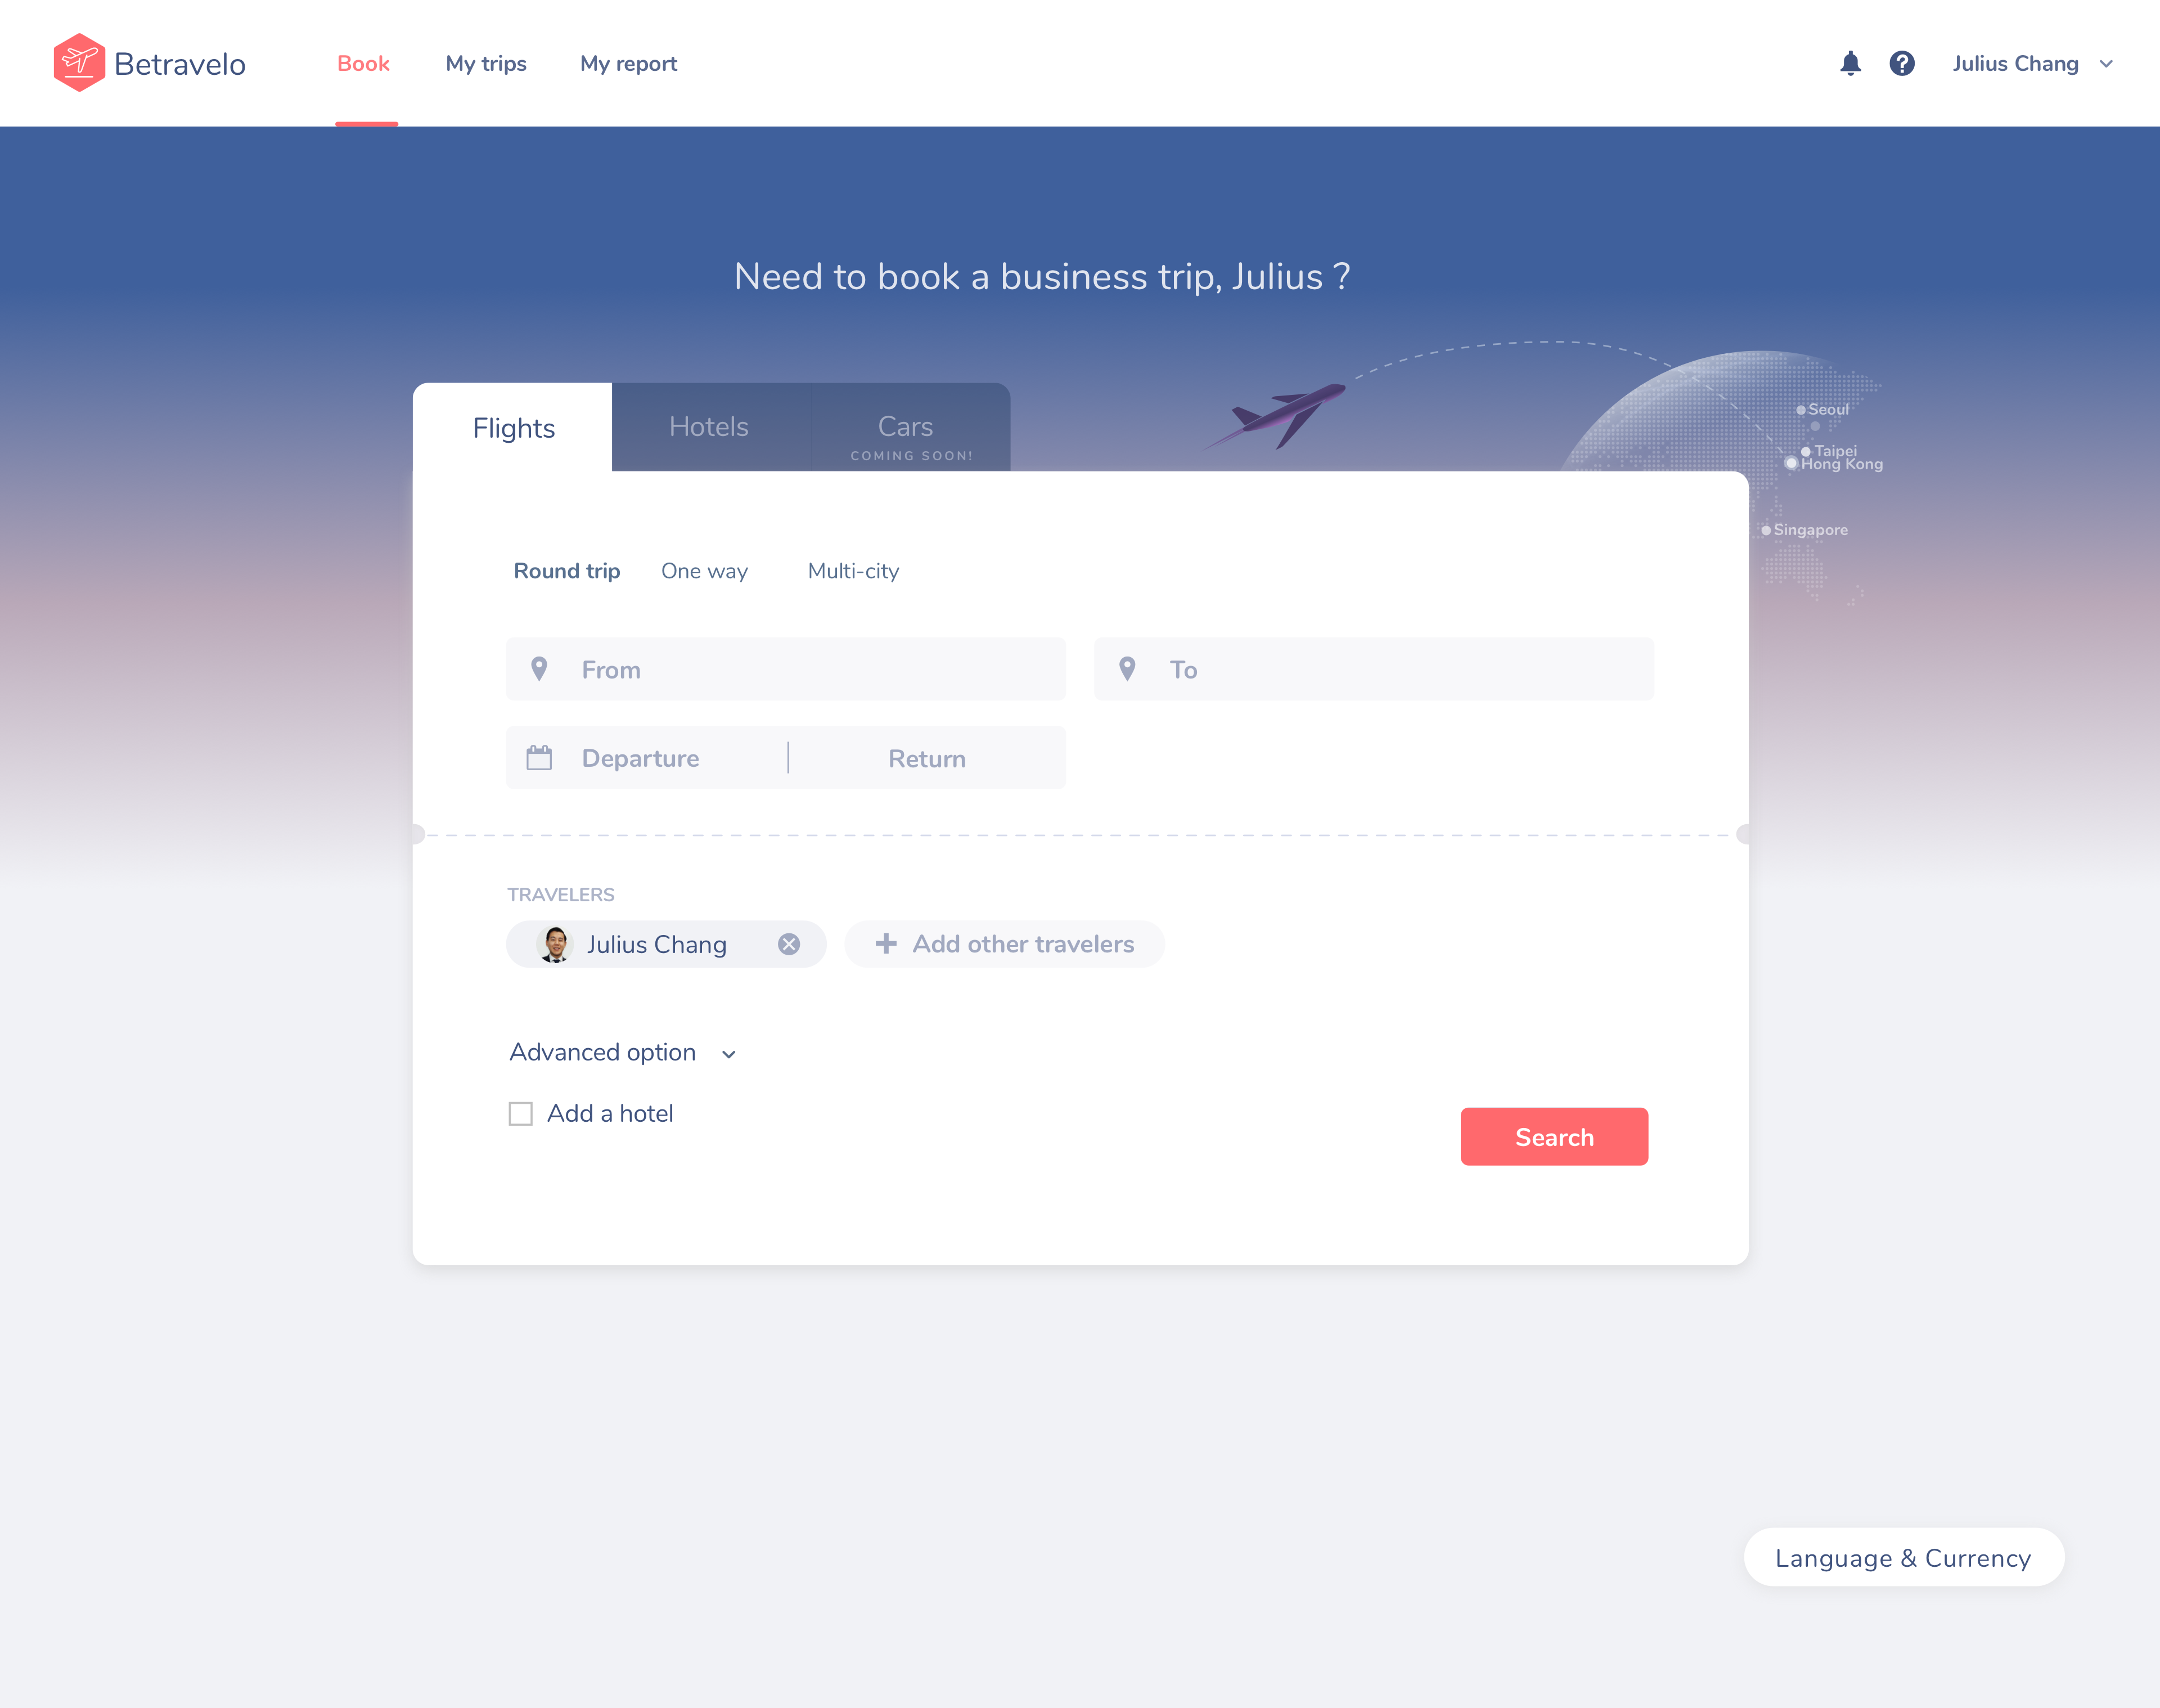 Betravelo
Book
My trips
My report
Julius Chang
Need to book a business trip, Julius ?
Flights
Hotels
Cars
COMING SOON!
Seoul
Taipei
Hong Kong
Singapore
Round trip
One way
Multi-city
From
To
Departure
Return
TRAVELERS
Julius Chang
Add other travelers
Advanced option
Add a hotel
Search
Language & Currency